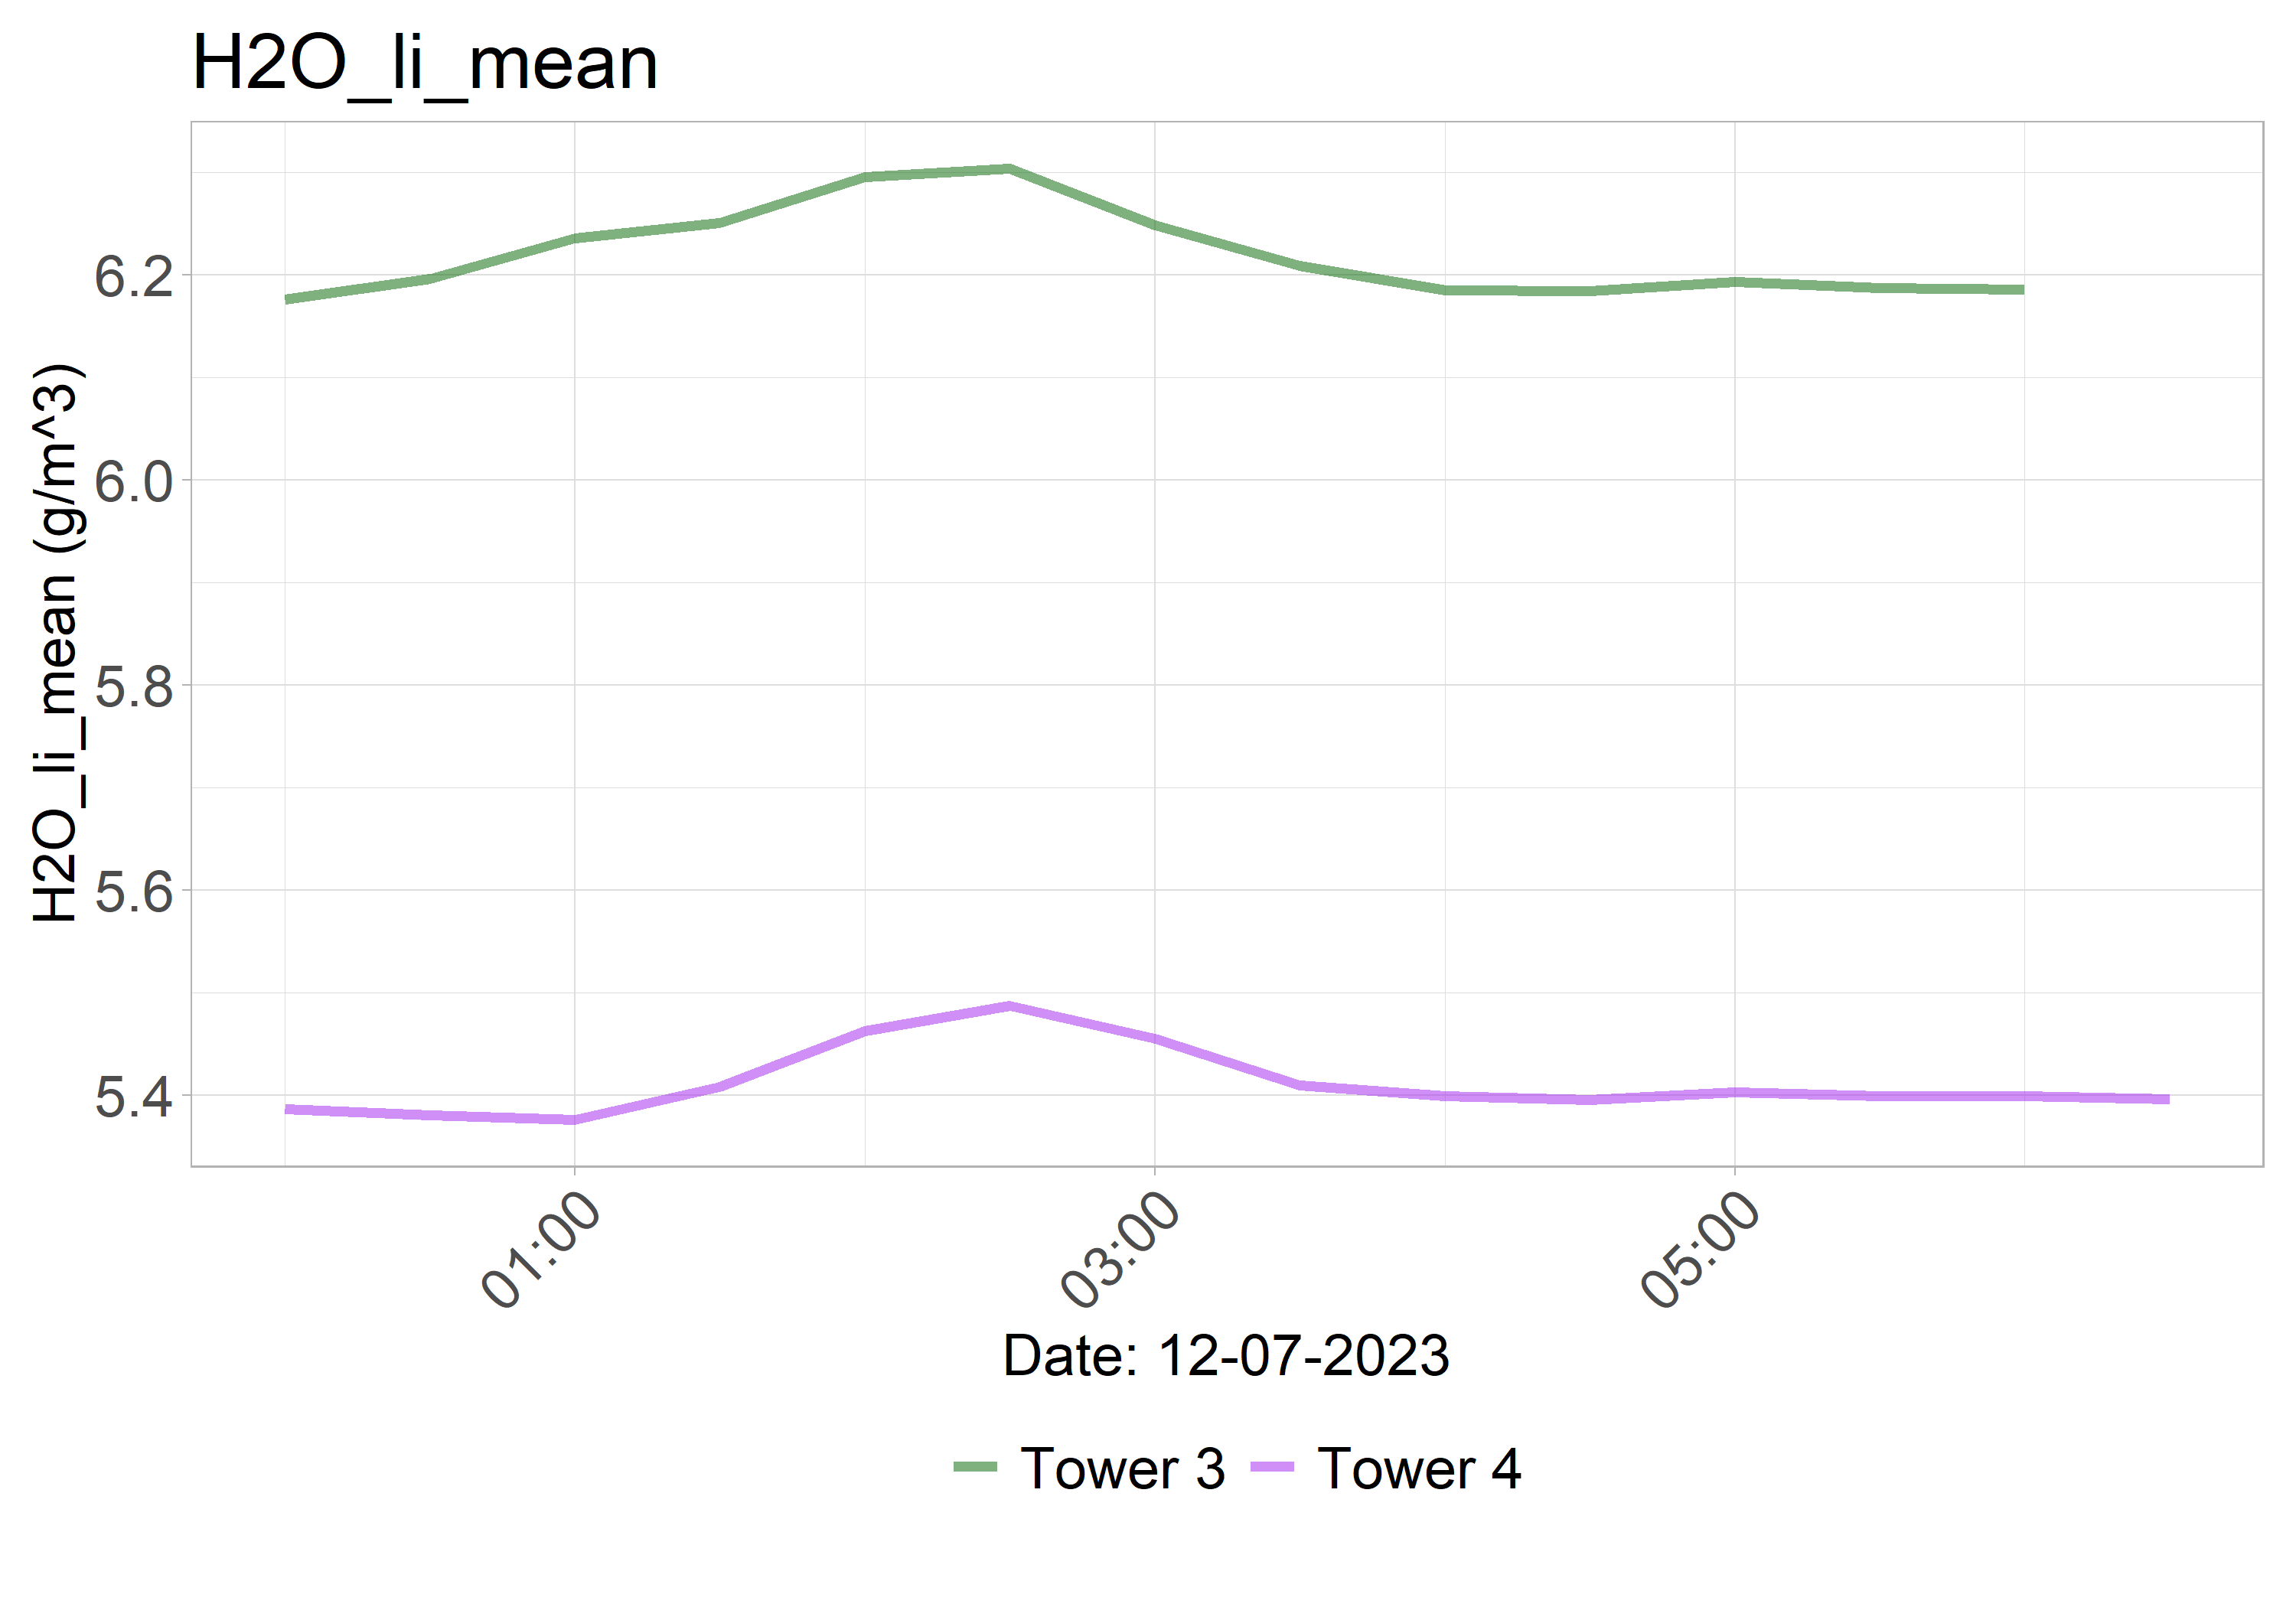 H2O_li_mean
H2O_li_mean (g/m^3)
6.2
6.0
5.8
5.6
5.4
01:00
03:00
05:00
Date: 12-07-2023
Tower 3
Tower 4